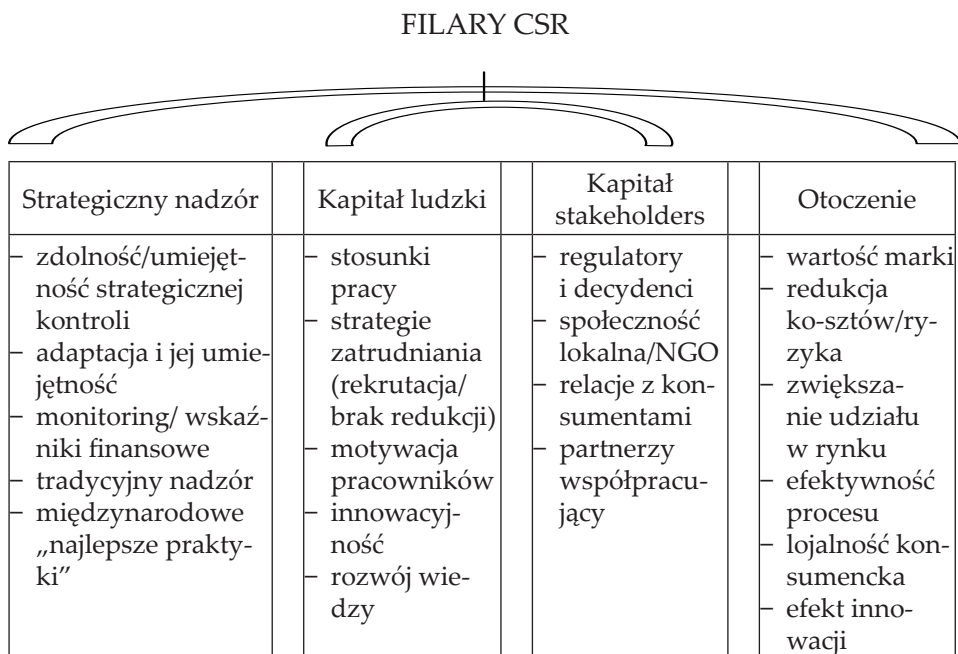 FILARY CSR
Strategiczny nadzór
– zdolność/umiejęt-
ność strategicznej
kontroli
– adaptacja i jej umie-
jętność
– monitoring/ wskaź-
niki finansowe
– tradycyjny nadzór
– międzynarodowe
„najlepsze prakty-
ki”
Kapitał ludzki
– stosunki
pracy
– strategie
zatrudniania
(rekrutacja/
brak redukcji)
– motywacja
pracowników
– innowacyj-
ność
– rozwój wie-
dzy
Kapitał
stakeholders
– regulatory
i decydenci
– społeczność
lokalna/NGO
– relacje z kon-
sumentami
– partnerzy
współpracu-
jący
Otoczenie
– wartość marki
– redukcja
ko-sztów/ry-
zyka
– zwiększa-
nie udziału
w rynku
– efektywność
procesu
– lojalność kon-
sumencka
– efekt inno-
wacji